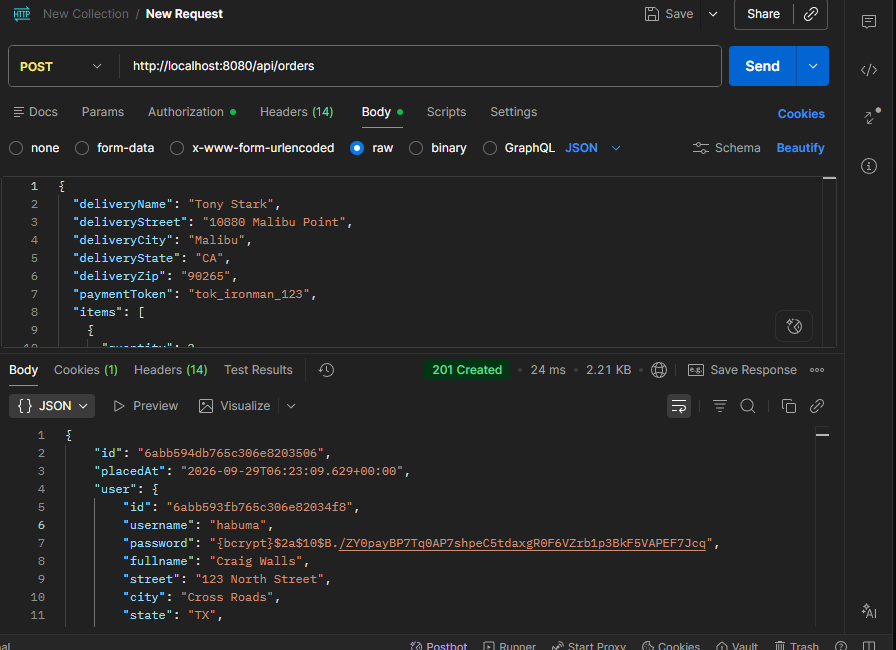 HTTP New Collection / New Request Save Share
POST http://localhost:8080/api/orders Send
Docs Params Authorization Headers (14) Body Scripts Settings Cookies
none form-data x-www-form-urlencoded raw binary GraphQL JSON Schema Beautify
1 {
2 "deliveryName": "Tony Stark",
3 "deliveryStreet": "10880 Malibu Point",
4 "deliveryCity": "Malibu",
5 "deliveryState": "CA",
6 "deliveryZip": "90265",
7 "paymentToken": "tok_ironman_123",
8 "items": [
9 {
Body Cookies (1) Headers (14) Test Results 201 Created • 24 ms • 2.21 KB • e.g. Save Response
{} JSON Preview Visualize
1 {
2 "id": "6abb594db765c306e8203506",
3 "placedAt": "2026-09-29T06:23:09.629+00:00",
4 "user": {
5 "id": "6abb593fb765c306e82034f8",
6 "username": "habuma",
7 "password": "{bcrypt}$2a$10$B./ZY0payBP7Tq0AP7shpeC5tdaxgR0F6VZrb1p3BkF5VAPEF7Jcq",
8 "fullname": "Craig Walls",
9 "street": "123 North Street",
10 "city": "Cross Roads",
11 "state": "TX",
AI
Postbot Runner Start Proxy Cookies Vault Trash